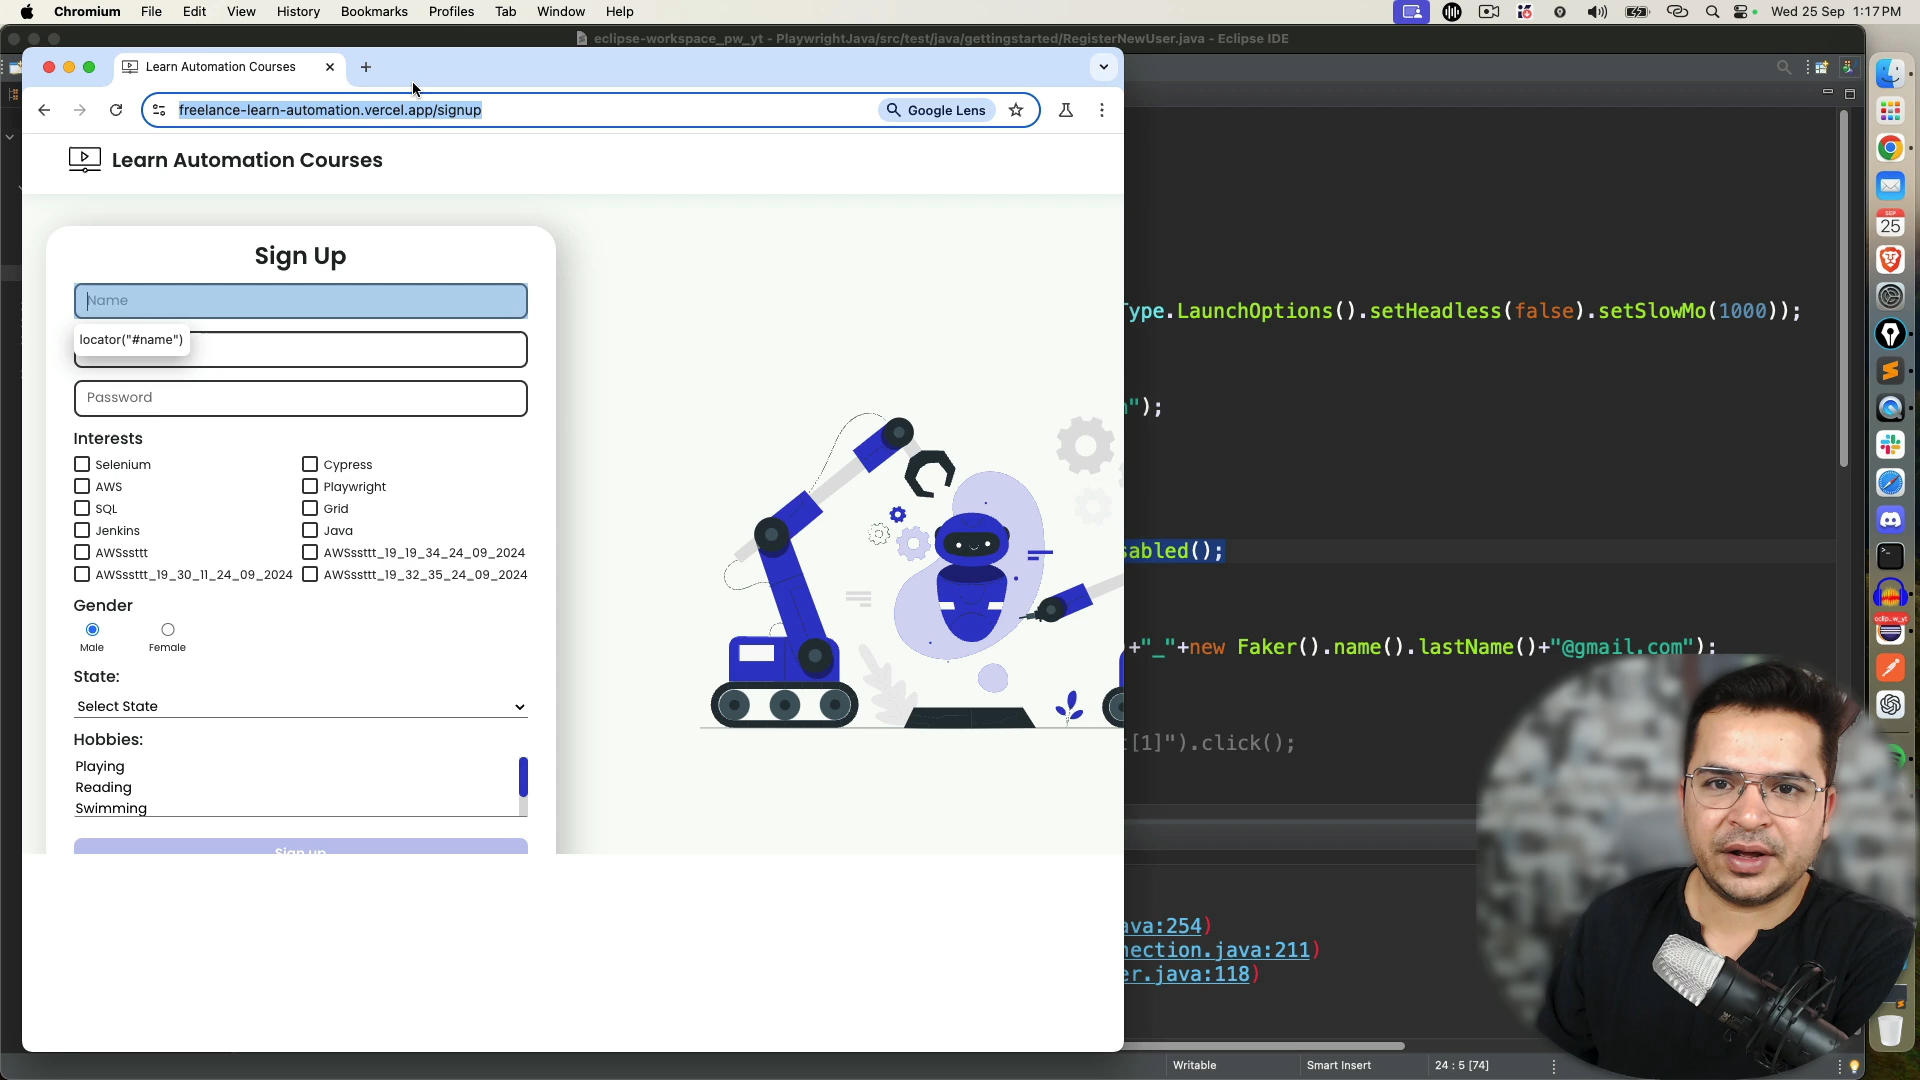 Chromium File Edit View History Bookmarks Profiles Tab Window Help
Wed 25 Sep 1:17 PM
eclipse-workspace_pw_yt - PlaywrightJava/src/test/java/gettingstarted/RegisterNewUser.java - Eclipse IDE
Learn Automation Courses
freelance-learn-automation.vercel.app/signup
Google Lens
Learn Automation Courses
Sign Up
Name
locator("#name")
Password
Interests
Selenium
Cypress
AWS
Playwright
SQL
Grid
Jenkins
Java
AWSssttt
AWSssttt_19_19_34_24_09_2024
AWSssttt_19_30_11_24_09_2024
AWSssttt_19_32_35_24_09_2024
Gender
Male
Female
State:
Select State
Hobbies:
Playing
Reading
Swimming
Sign up
Type.LaunchOptions().setHeadless(false).setSlowMo(1000));
");
sabled();
+"_"+new Faker().name().lastName()+"@gmail.com");
[1]").click();
ava:254)
nection.java:211)
er.java:118)
Writable
Smart Insert
24 : 5 [74]
SEP
25